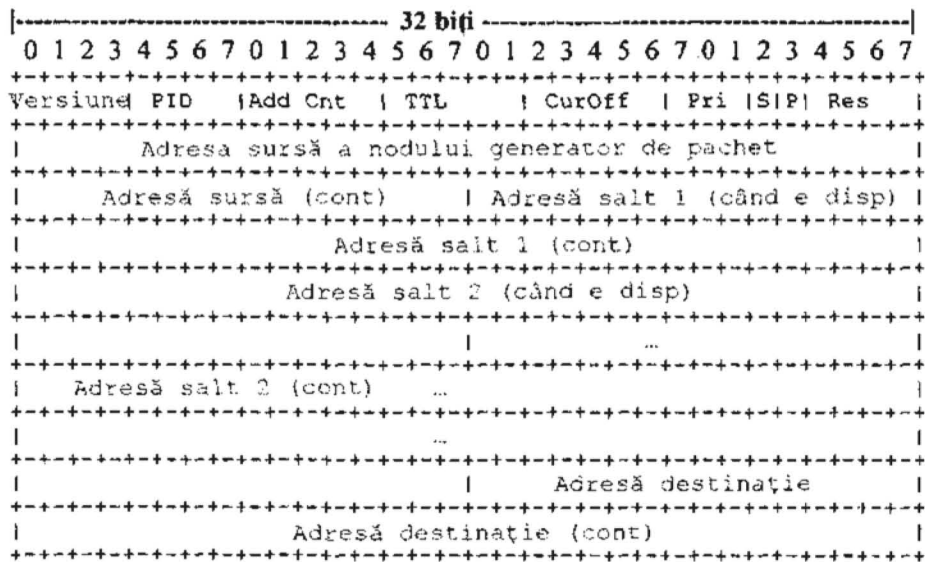 |--- 32 biți ---|
0 1 2 3 4 5 6 7 0 1 2 3 4 5 6 7 0 1 2 3 4 5 6 7 0 1 2 3 4 5 6 7
+-+-+-+-+-+-+-+-+-+-+-+-+-+-+-+-+-+-+-+-+-+-+-+-+-+-+-+-+-+-+-+-+
Versiune| PID |Add Cnt | TTL | CurOff | Pri |S|P| Res |
+-+-+-+-+-+-+-+-+-+-+-+-+-+-+-+-+-+-+-+-+-+-+-+-+-+-+-+-+-+-+-+-+
| Adresa sursă a nodului generator de pachet |
+-+-+-+-+-+-+-+-+-+-+-+-+-+-+-+-+-+-+-+-+-+-+-+-+-+-+-+-+-+-+-+-+
| Adresă sursă (cont) | Adresă salt 1 (când e disp) |
+-+-+-+-+-+-+-+-+-+-+-+-+-+-+-+-+-+-+-+-+-+-+-+-+-+-+-+-+-+-+-+-+
| Adresă salt 1 (cont) |
+-+-+-+-+-+-+-+-+-+-+-+-+-+-+-+-+-+-+-+-+-+-+-+-+-+-+-+-+-+-+-+-+
| Adresă salt 2 (când e disp) |
+-+-+-+-+-+-+-+-+-+-+-+-+-+-+-+-+-+-+-+-+-+-+-+-+-+-+-+-+-+-+-+-+
| | ... |
+-+-+-+-+-+-+-+-+-+-+-+-+-+-+-+-+-+-+-+-+-+-+-+-+-+-+-+-+-+-+-+-+
| Adresă salt 2 (cont) ... |
+-+-+-+-+-+-+-+-+-+-+-+-+-+-+-+-+-+-+-+-+-+-+-+-+-+-+-+-+-+-+-+-+
| ... |
+-+-+-+-+-+-+-+-+-+-+-+-+-+-+-+-+-+-+-+-+-+-+-+-+-+-+-+-+-+-+-+-+
| | Adresă destinație |
+-+-+-+-+-+-+-+-+-+-+-+-+-+-+-+-+-+-+-+-+-+-+-+-+-+-+-+-+-+-+-+-+
| Adresă destinație (cont) |
+-+-+-+-+-+-+-+-+-+-+-+-+-+-+-+-+-+-+-+-+-+-+-+-+-+-+-+-+-+-+-+-+